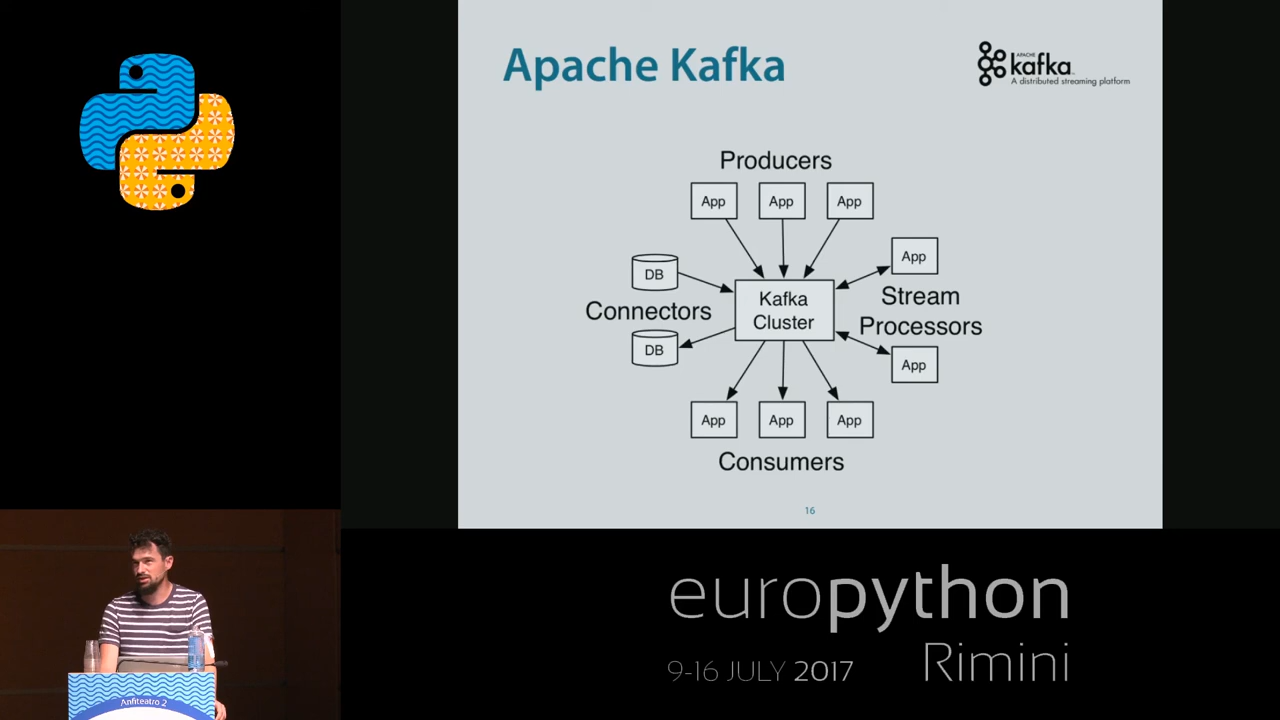 Apache Kafka
APACHE
kafka
A distributed streaming platform
Producers
App App App
DB
App
Connectors
Kafka
Cluster
Stream
Processors
DB
App
App App App
Consumers
16
europython
9-16 JULY 2017 Rimini
Anfiteatro 2